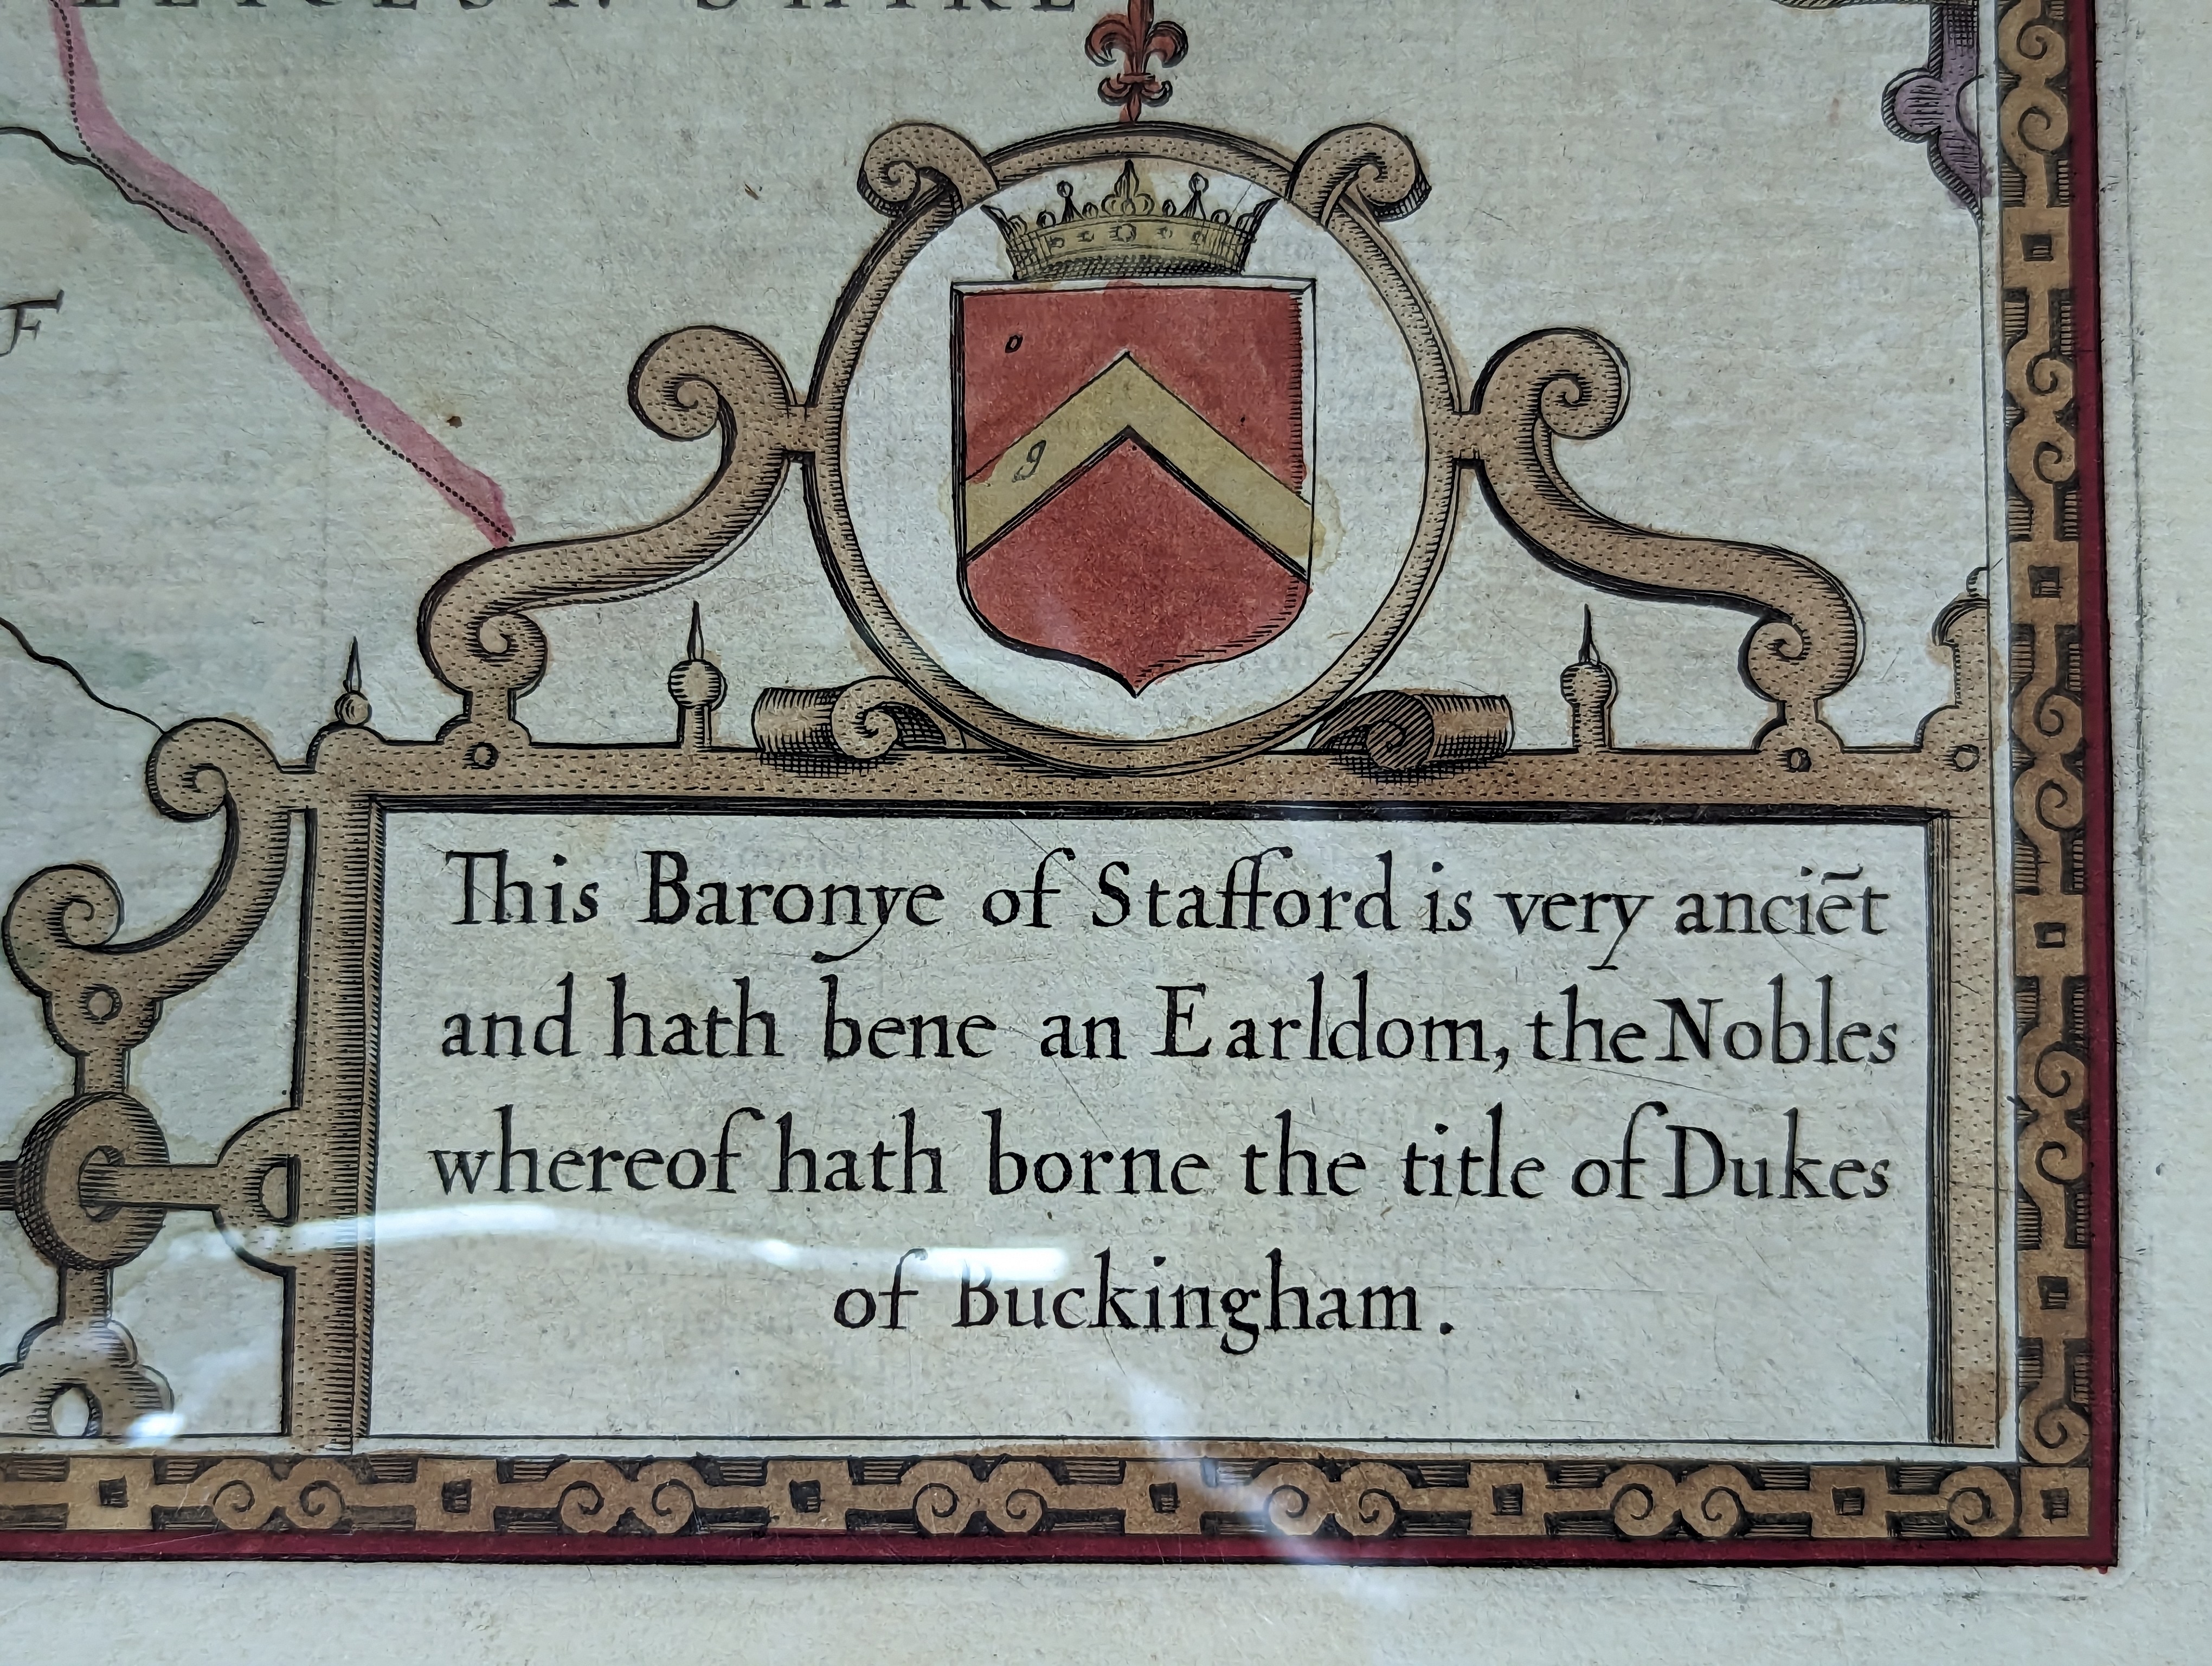 F
o
g
This Baronye of Stafford is very anciēt
and hath bene an Earldom, the Nobles
whereof hath borne the title of Dukes
of Buckingham.